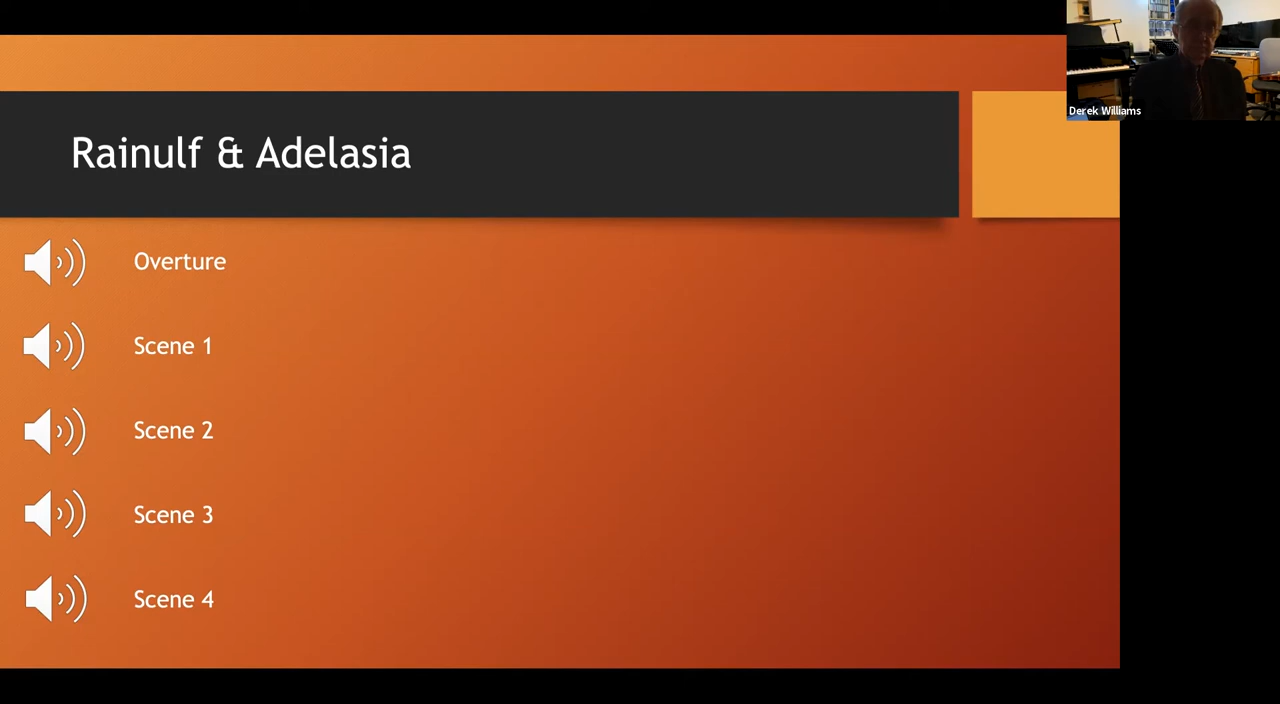 Derek Williams
Rainulf & Adelasia
Overture
Scene 1
Scene 2
Scene 3
Scene 4